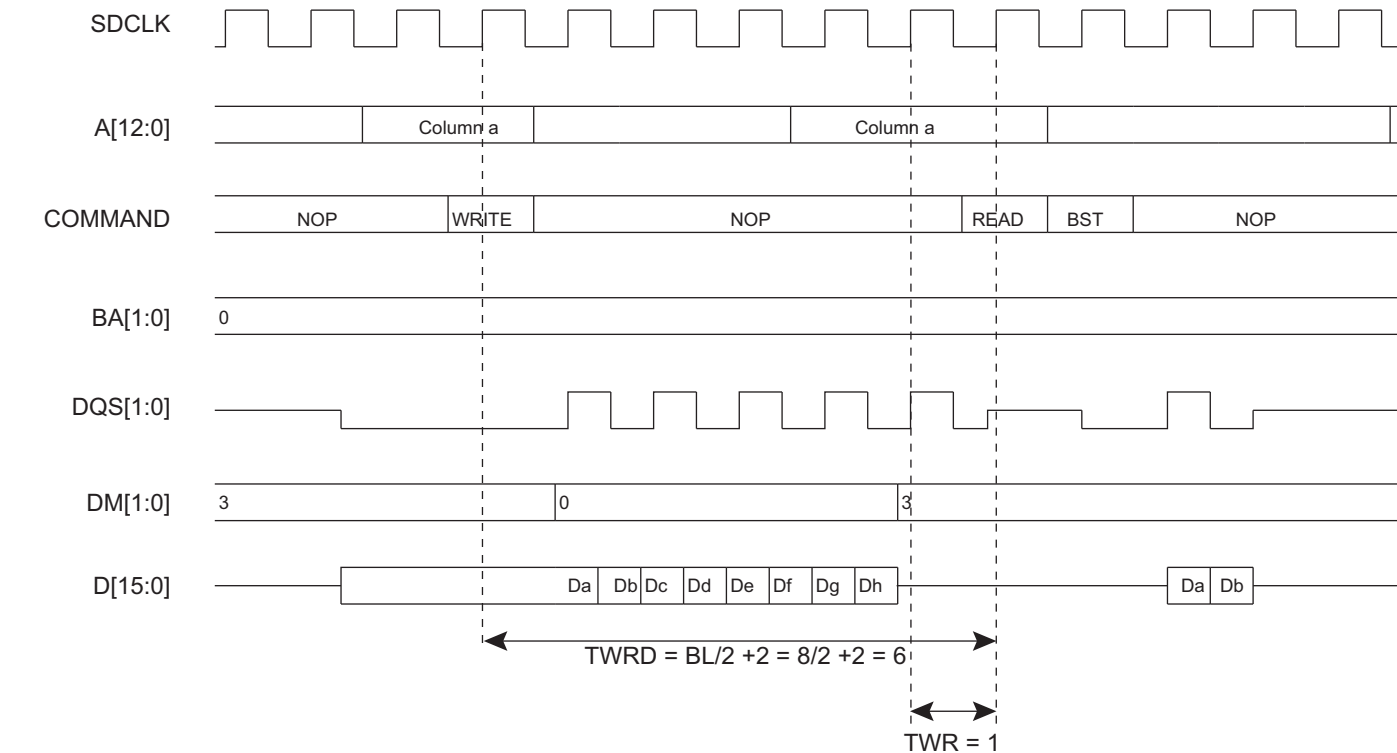 SDCLK
A[12:0] Column a Column a
COMMAND NOP WRITE NOP READ BST NOP
BA[1:0] 0
DQS[1:0]
DM[1:0] 3 0 3
D[15:0] Da Db Dc Dd De Df Dg Dh Da Db
TWRD = BL/2 +2 = 8/2 +2 = 6
TWR = 1